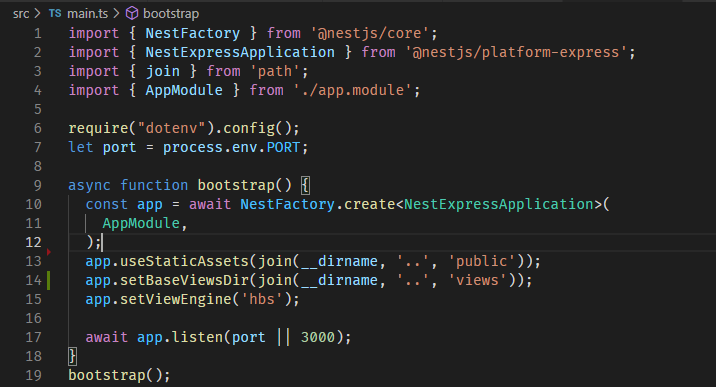 src > TS main.ts > bootstrap
1 import { NestFactory } from '@nestjs/core';
2 import { NestExpressApplication } from '@nestjs/platform-express';
3 import { join } from 'path';
4 import { AppModule } from './app.module';
5
6 require("dotenv").config();
7 let port = process.env.PORT;
8
9 async function bootstrap() {
10   const app = await NestFactory.create<NestExpressApplication>(
11     AppModule,
12   );
13   app.useStaticAssets(join(__dirname, '..', 'public'));
14   app.setBaseViewsDir(join(__dirname, '..', 'views'));
15   app.setViewEngine('hbs');
16
17   await app.listen(port || 3000);
18 }
19 bootstrap();